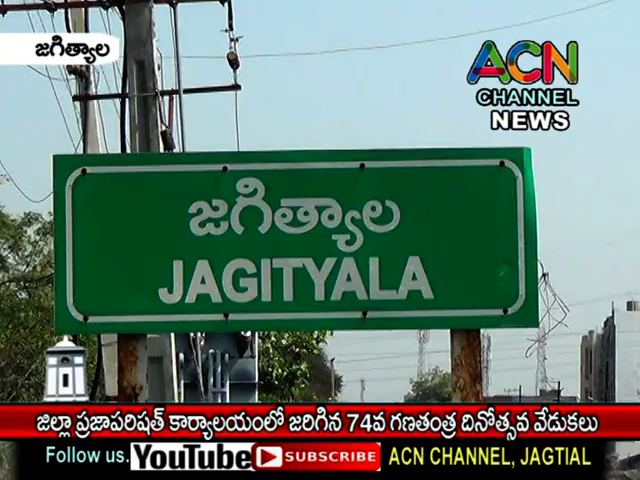 జగిత్యాల
ACN
CHANNEL
NEWS
జగిత్యాల
JAGITYALA
జిల్లా ప్రజాపరిషత్ కార్యాలయంలో జరిగిన 74వ గణతంత్ర దినోత్సవ వేడుకలు
Follow us. YouTube SUBSCRIBE ACN CHANNEL, JAGTIAL